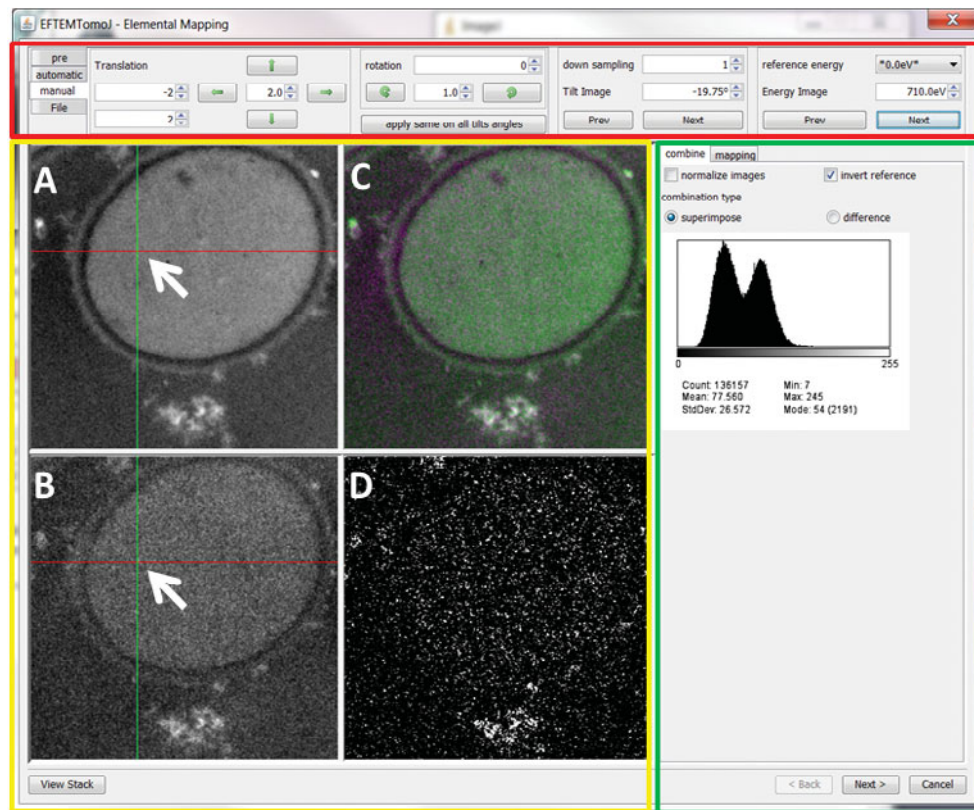 EFTEMTomoJ - Elemental Mapping
ImageJ
pre
automatic
manual
File
Translation
-2
2.0
2
rotation
0
1.0
apply same on all tilts angles
down sampling
1
Tilt Image
-19.75°
Prev
Next
reference energy
"0.0eV"
Energy Image
710.0eV
Prev
Next
A
C
B
D
combine
mapping
normalize images
invert reference
combination type
superimpose
difference
0
255
Count: 136157
Min: 7
Mean: 77.560
Max: 245
StdDev: 26.572
Mode: 54 (2191)
View Stack
< Back
Next >
Cancel